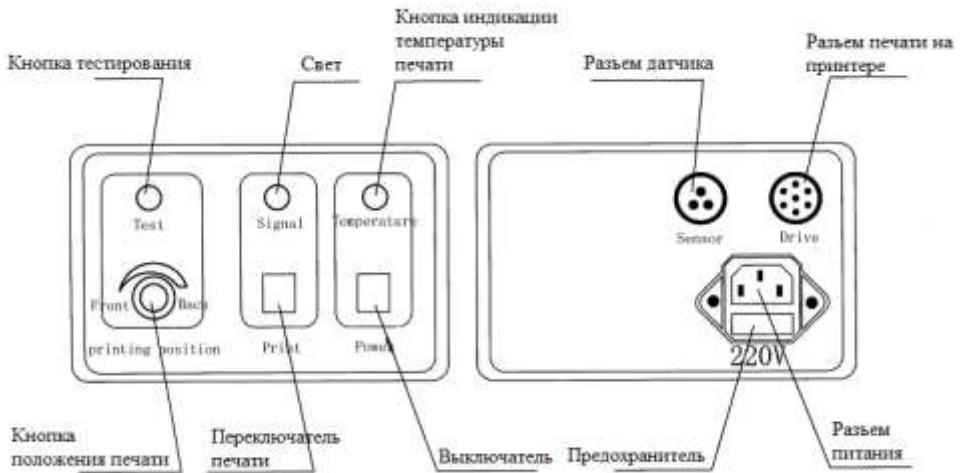 Кнопка индикации
температуры
печати
Кнопка тестирования
Свет
Разъем датчика
Разъем печати на
принтере
Test
Signal
Temperature
Sensor
Drive
Front
Back
printing position
Print
Power
220V
Кнопка
положения печати
Переключатель
печати
Выключатель
Предохранитель
Разъем
питания